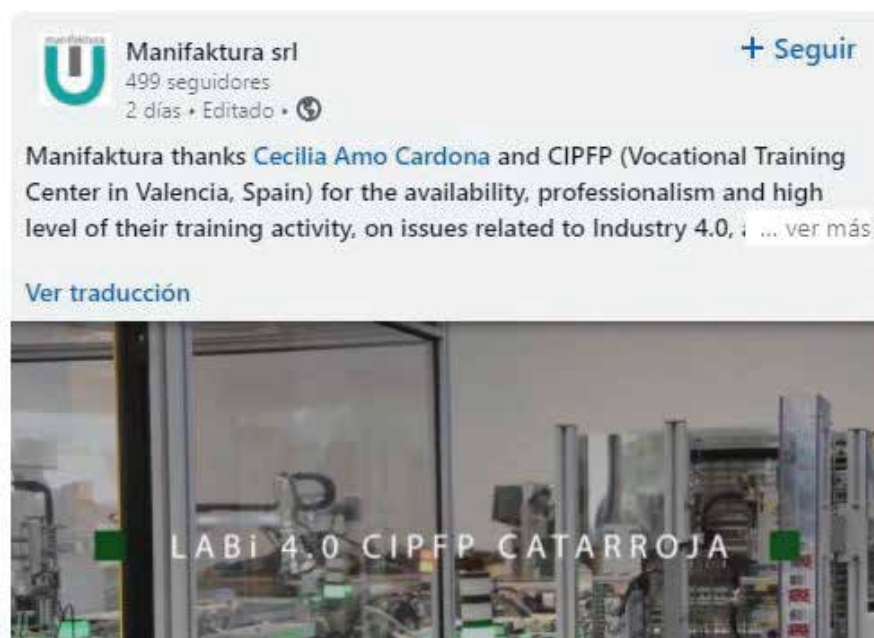 manifaktura
Manifaktura srl
499 seguidores
2 días • Editado •
+ Seguir
Manifaktura thanks Cecilia Amo Cardona and CIPFP (Vocational Training
Center in Valencia, Spain) for the availability, professionalism and high
level of their training activity, on issues related to Industry 4.0, ... ver más
Ver traducción
LABi 4.0 CIPFP CATARROJA